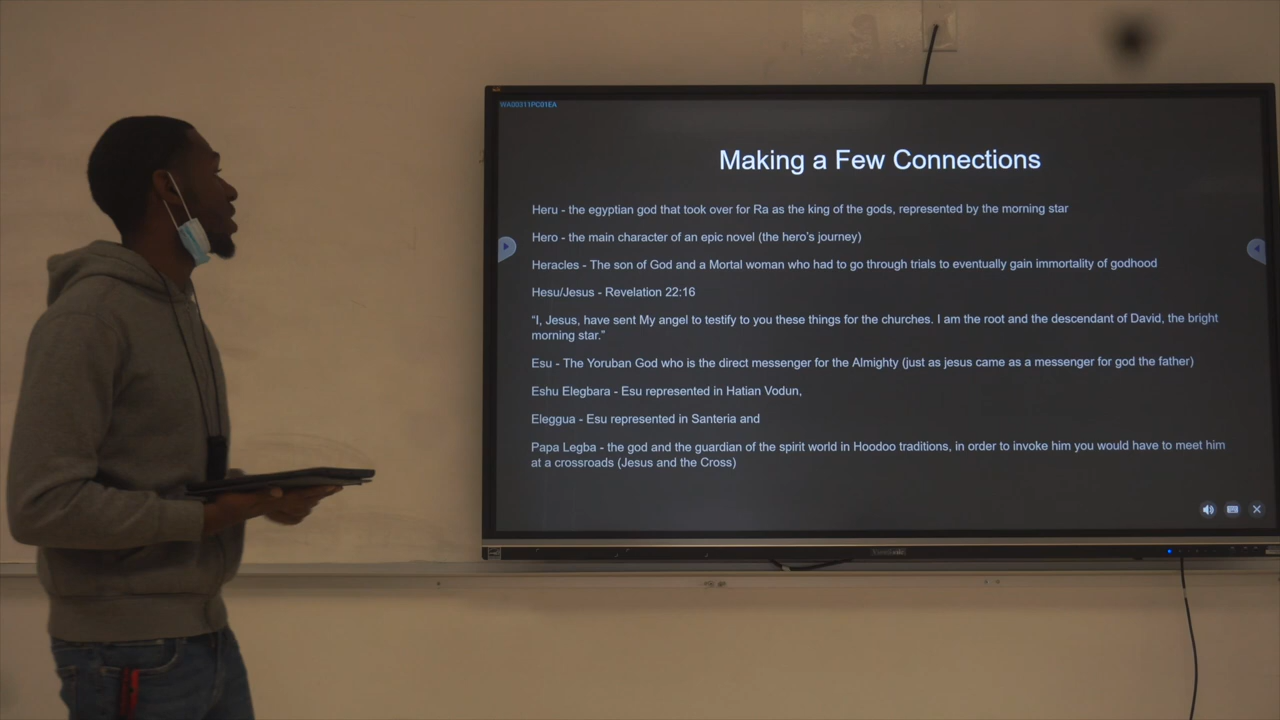 WA00311PC01EA
Making a Few Connections
Heru - the egyptian god that took over for Ra as the king of the gods, represented by the morning star
Hero - the main character of an epic novel (the hero's journey)
Heracles - The son of God and a Mortal woman who had to go through trials to eventually gain immortality of godhood
Hesu/Jesus - Revelation 22:16
“I, Jesus, have sent My angel to testify to you these things for the churches. I am the root and the descendant of David, the bright
morning star.”
Esu - The Yoruban God who is the direct messenger for the Almighty (just as jesus came as a messenger for god the father)
Eshu Elegbara - Esu represented in Hatian Vodun,
Eleggua - Esu represented in Santeria and
Papa Legba - the god and the guardian of the spirit world in Hoodoo traditions, in order to invoke him you would have to meet him
at a crossroads (Jesus and the Cross)